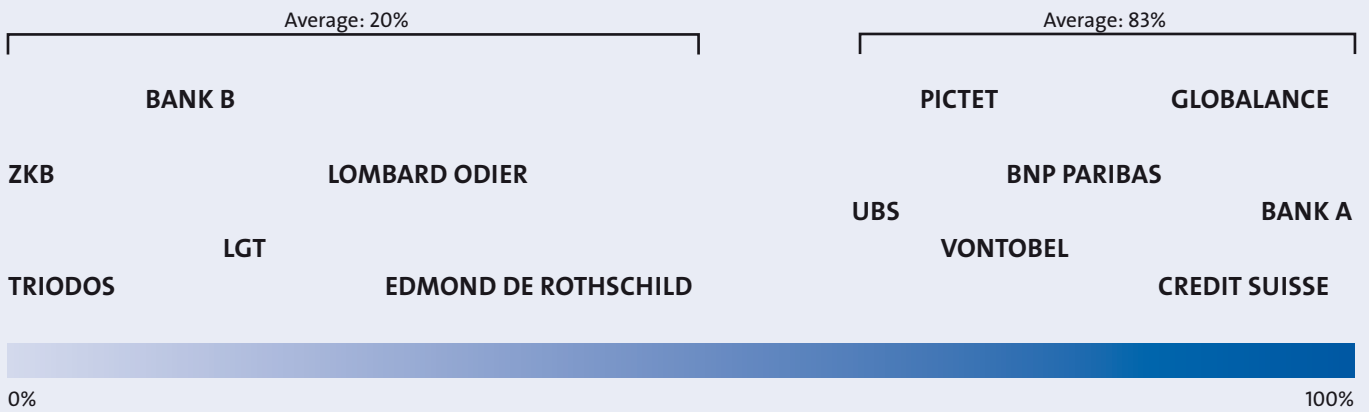 Average: 20%
Average: 83%
BANK B
PICTET
GLOBALANCE
ZKB
LOMBARD ODIER
BNP PARIBAS
UBS
BANK A
LGT
VONTOBEL
TRIODOS
EDMOND DE ROTHSCHILD
CREDIT SUISSE
0%
100%